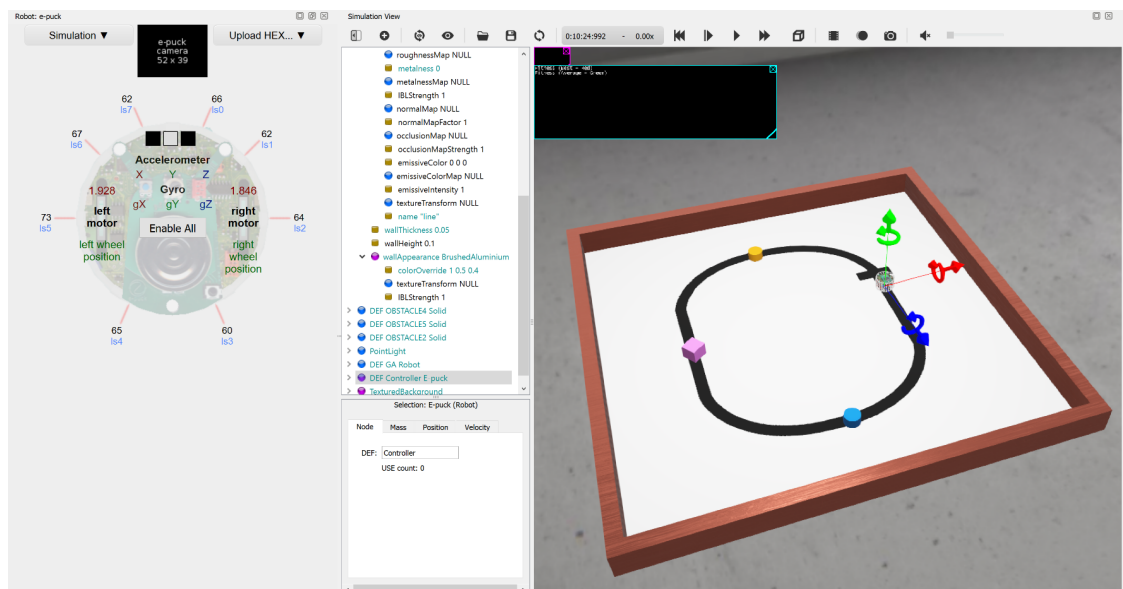 Robot: e-puck
Simulation ▼
e-puck
camera
52 x 39
Upload HEX... ▼
62
ls7
66
ls0
67
ls6
62
ls1
Accelerometer
X Y Z
1.928
Gyro
1.846
gX gY gZ
left
motor
right
motor
73
ls5
64
ls2
Enable All
left wheel
position
right
wheel
position
65
ls4
60
ls3
Simulation View
0:10:24:992 - 0.00x
roughnessMap NULL
metalness 0
metalnessMap NULL
IBLStrength 1
normalMap NULL
normalMapFactor 1
occlusionMap NULL
occlusionMapStrength 1
emissiveColor 0 0 0
emissiveColorMap NULL
emissiveIntensity 1
textureTransform NULL
name "line"
wallThickness 0.05
wallHeight 0.1
wallAppearance BrushedAluminium
colorOverride 1 0.5 0.4
textureTransform NULL
IBLStrength 1
DEF OBSTACLE4 Solid
DEF OBSTACLE5 Solid
DEF OBSTACLE2 Solid
PointLight
DEF GA Robot
DEF Controller E-puck
TexturedBackground
Selection: E-puck (Robot)
Node Mass Position Velocity
DEF: Controller
USE count: 0
Fitness (Best - Red)
Fitness (Average - Green)